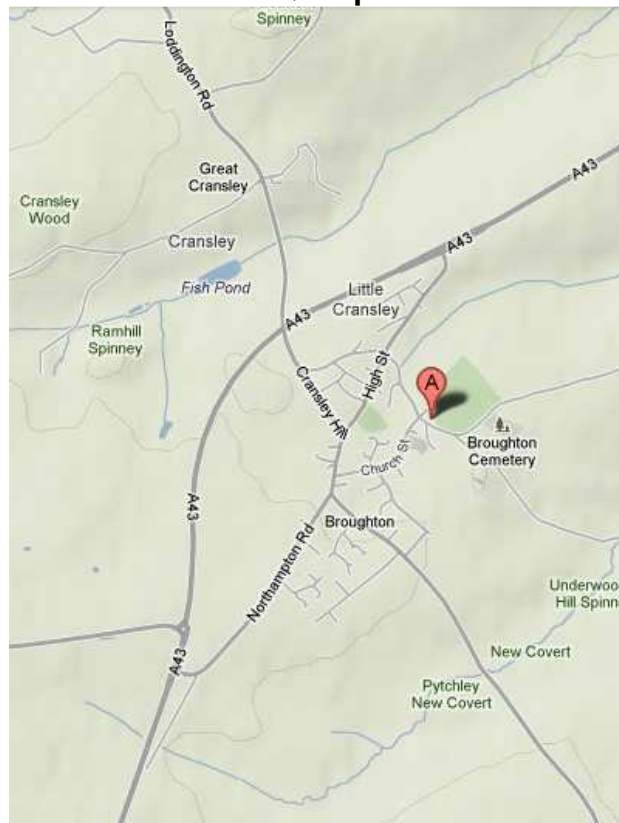 Spinney
Loddington Rd
Great
Cransley
A43
Cransley
Wood
Cransley
A43
Fish Pond
Little
Cransley
A43
Ramhill
Spinney
High St
Cransley Hill
A
Broughton
Cemetery
Church St
A43
Broughton
Northampton Rd
Hill Spinn
New Covert
A43
Pytchley
New Covert